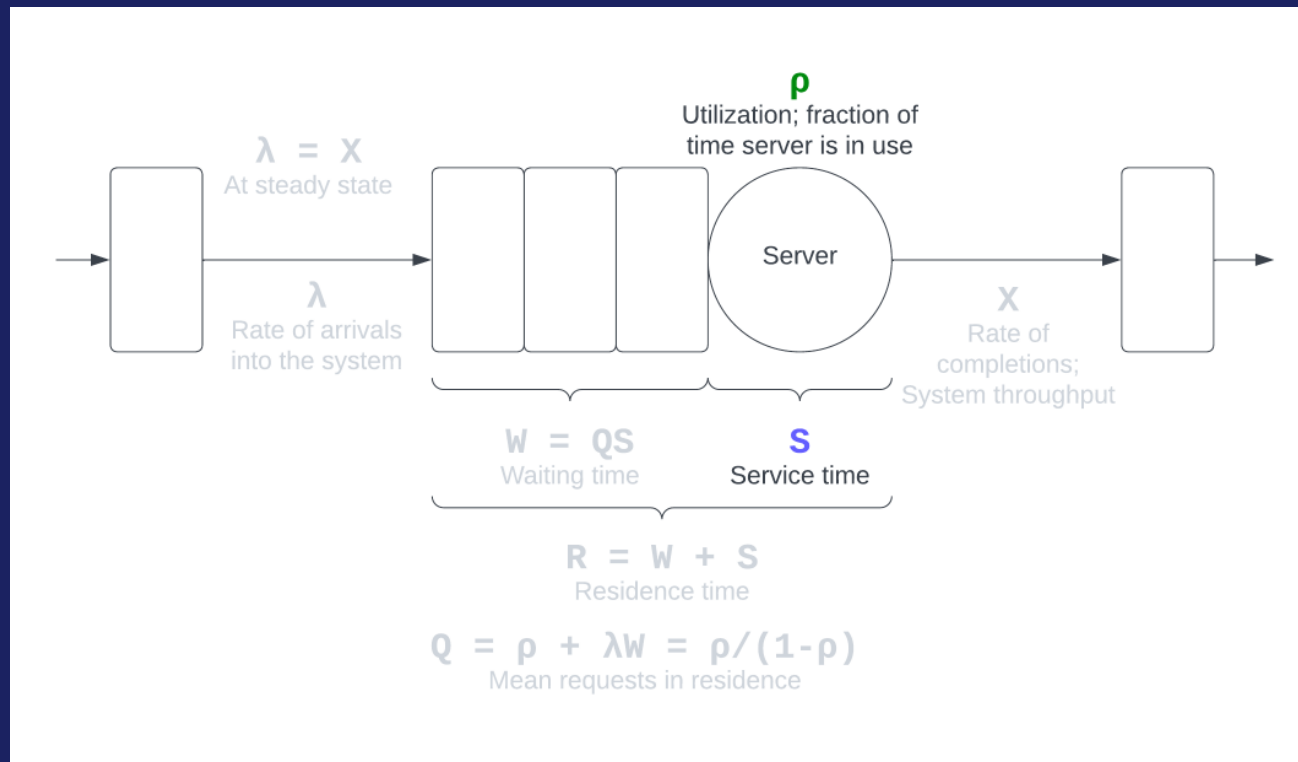 ρ
Utilization; fraction of
time server is in use
λ = X
At steady state
Server
λ
Rate of arrivals
into the system
X
Rate of
completions;
System throughput
W = QS
Waiting time
S
Service time
R = W + S
Residence time
Q = ρ + λW = ρ/(1-ρ)
Mean requests in residence